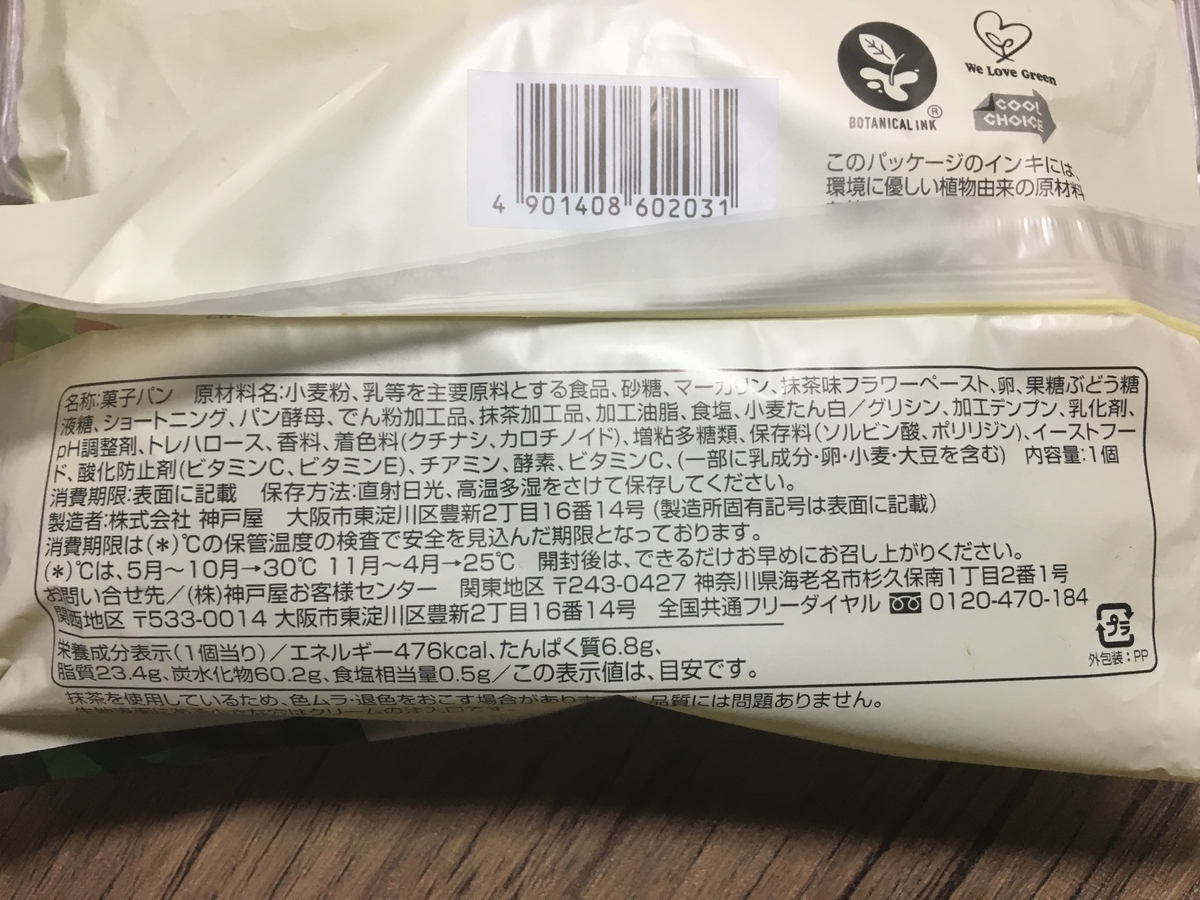 We Love Green
BOTANICAL INK
®
COOL
CHOICE
4 901408 602031
このパッケージのインキには、
環境に優しい植物由来の原材料
名称:菓子パン 原材料名:小麦粉、乳等を主要原料とする食品、砂糖、マーガリン、抹茶味フラワーペースト、卵、果糖ぶどう糖
液糖、ショートニング、パン酵母、でん粉加工品、抹茶加工品、加工油脂、食塩、小麦たん白/グリシン、加工デンプン、乳化剤、
pH調整剤、トレハロース、香料、着色料(クチナシ、カロチノイド)、増粘多糖類、保存料(ソルビン酸、ポリリジン)、イーストフー
ド、酸化防止剤(ビタミンC、ビタミンE)、チアミン、酵素、ビタミンC、(一部に乳成分・卵・小麦・大豆を含む) 内容量:1個
消費期限:表面に記載 保存方法:直射日光、高温多湿をさけて保存してください。
製造者:株式会社 神戸屋 大阪市東淀川区豊新2丁目16番14号 (製造所固有記号は表面に記載)
消費期限は(*)℃の保管温度の検査で安全を見込んだ期限となっております。
(*)℃は、5月~10月→30℃ 11月~4月→25℃ 開封後は、できるだけお早めにお召し上がりください。
お問い合せ先/(株)神戸屋お客様センター 関東地区 〒243-0427 神奈川県海老名市杉久保南1丁目2番1号
関西地区 〒533-0014 大阪市東淀川区豊新2丁目16番14号 全国共通フリーダイヤル 0120-470-184
栄養成分表示(1個当り)/エネルギー476kcal、たんぱく質6.8g、
脂質23.4g、炭水化物60.2g、食塩相当量0.5g/この表示値は、目安です。
プラ
外包装:PP
抹茶を使用しているため、色ムラ・退色をおこす場合がありま 品質には問題ありません。